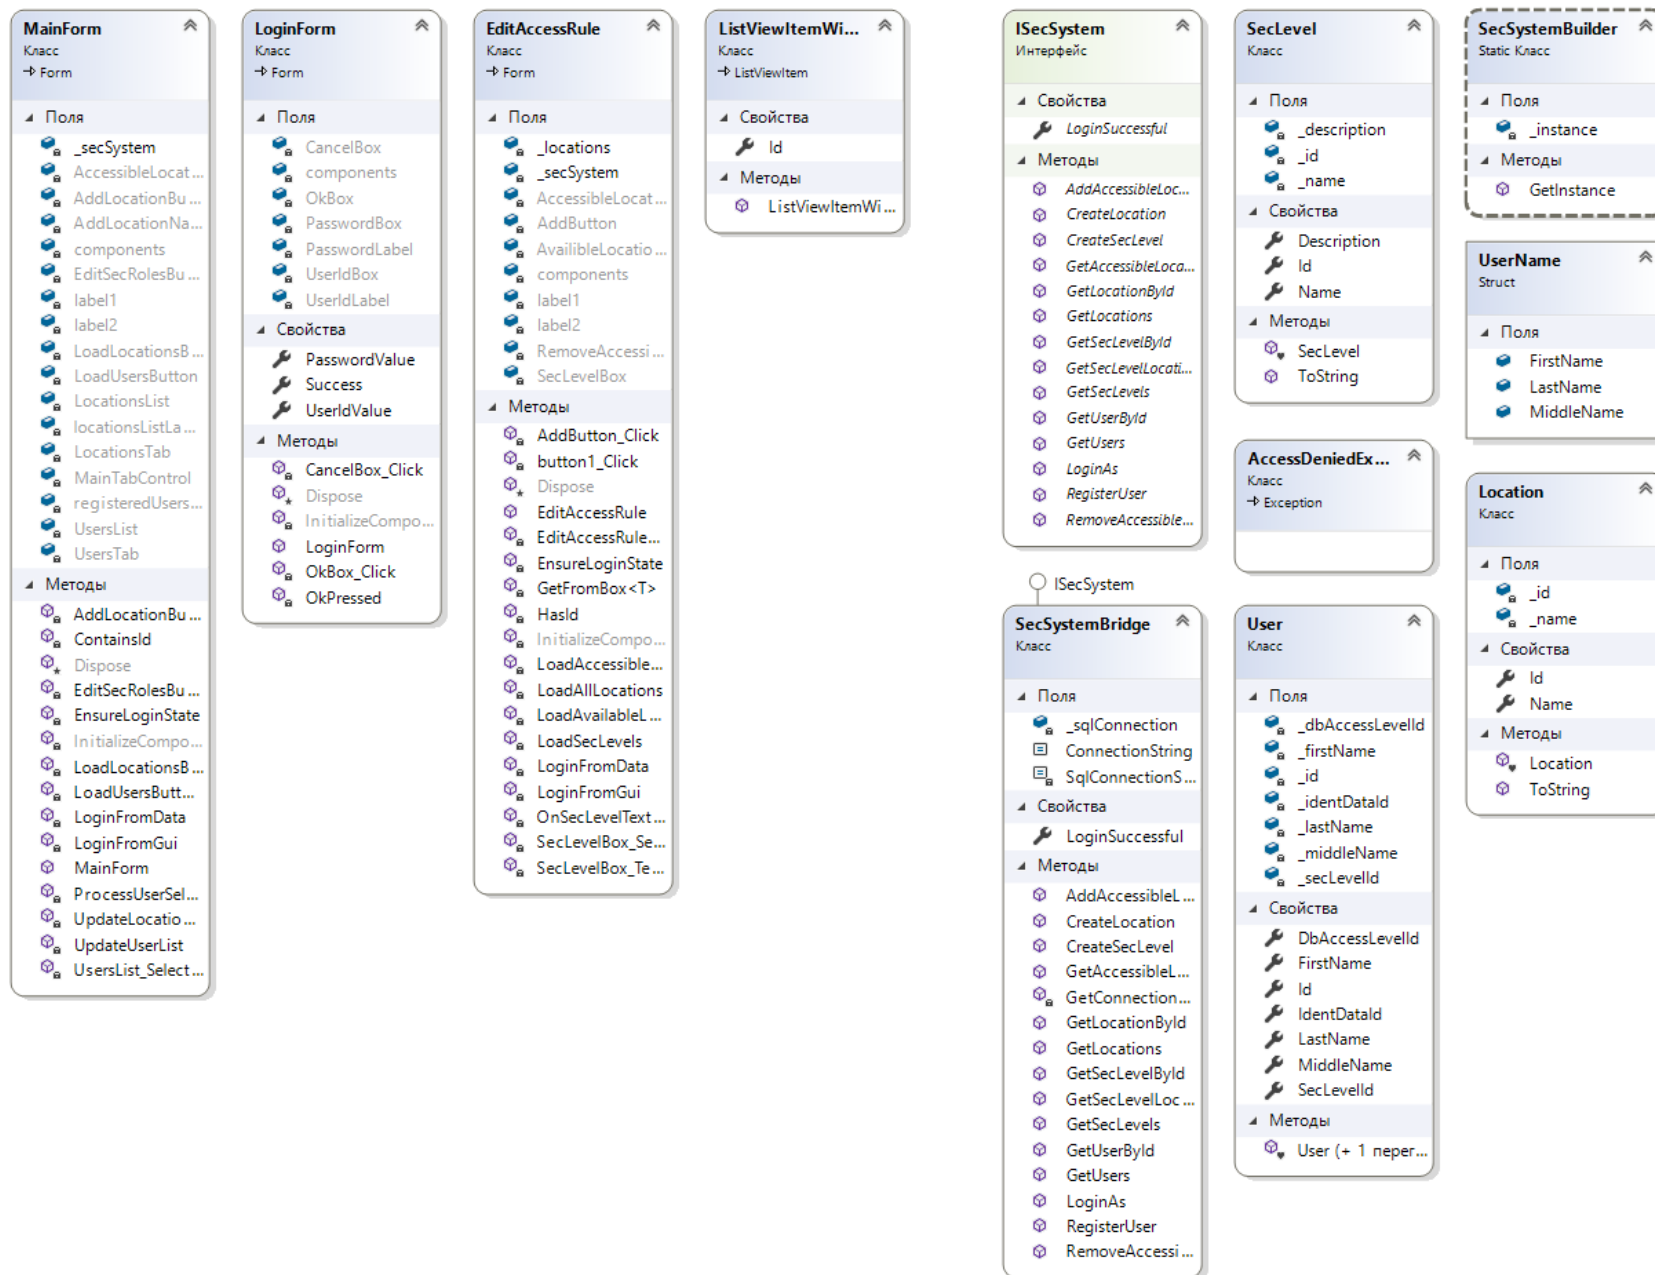 MainForm
Класс
Form
Поля
_secSystem
AccessibleLocat...
AddLocationBu...
AddLocationNa...
components
EditSecRolesBu...
label1
label2
LoadLocationsB...
LoadUsersButton
LocationsList
locationsListLa...
LocationsTab
MainTabControl
registeredUsers...
UsersList
UsersTab
Методы
AddLocationBu...
ContainsId
Dispose
EditSecRolesBu...
EnsureLoginState
InitializeCompo...
LoadLocationsB...
LoadUsersButt...
LoginFromData
LoginFromGui
MainForm
ProcessUserSel...
UpdateLocatio...
UpdateUserList
UsersList_Select...
LoginForm
Класс
Form
Поля
CancelBox
components
OkBox
PasswordBox
PasswordLabel
UserIdBox
UserIdLabel
Свойства
PasswordValue
Success
UserIdValue
Методы
CancelBox_Click
Dispose
InitializeCompo...
LoginForm
OkBox_Click
OkPressed
EditAccessRule
Класс
Form
Поля
_locations
_secSystem
AccessibleLocat...
AddButton
AvailibleLocatio...
components
label1
label2
RemoveAccessi...
SecLevelBox
Методы
AddButton_Click
button1_Click
Dispose
EditAccessRule
EditAccessRule...
EnsureLoginState
GetFromBox<T>
HasId
InitializeCompo...
LoadAccessible...
LoadAllLocations
LoadAvailableL...
LoadSecLevels
LoginFromData
LoginFromGui
OnSecLevelText...
SecLevelBox_Se...
SecLevelBox_Te...
ListViewItemWi...
Класс
ListViewItem
Свойства
Id
Методы
ListViewItemWi...
ISecSystem
Интерфейс
Свойства
LoginSuccessful
Методы
AddAccessibleLoc...
CreateLocation
CreateSecLevel
GetAccessibleLoca...
GetLocationById
GetLocations
GetSecLevelById
GetSecLevelLocati...
GetSecLevels
GetUserById
GetUsers
LoginAs
RegisterUser
RemoveAccessible...
ISecSystem
SecSystemBridge
Класс
Поля
_sqlConnection
ConnectionString
SqlConnectionS...
Свойства
LoginSuccessful
Методы
AddAccessibleL...
CreateLocation
CreateSecLevel
GetAccessibleL...
GetConnection...
GetLocationById
GetLocations
GetSecLevelById
GetSecLevelLoc...
GetSecLevels
GetUserById
GetUsers
LoginAs
RegisterUser
RemoveAccessi...
SecLevel
Класс
Поля
_description
_id
_name
Свойства
Description
Id
Name
Методы
SecLevel
ToString
AccessDeniedEx...
Класс
Exception
User
Класс
Поля
_dbAccessLevelId
_firstName
_id
_identDataId
_lastName
_middleName
_secLevelId
Свойства
DbAccessLevelId
FirstName
Id
IdentDataId
LastName
MiddleName
SecLevelId
Методы
User (+ 1 перег...
SecSystemBuilder
Static Класс
Поля
_instance
Методы
GetInstance
UserName
Struct
Поля
FirstName
LastName
MiddleName
Location
Класс
Поля
_id
_name
Свойства
Id
Name
Методы
Location
ToString